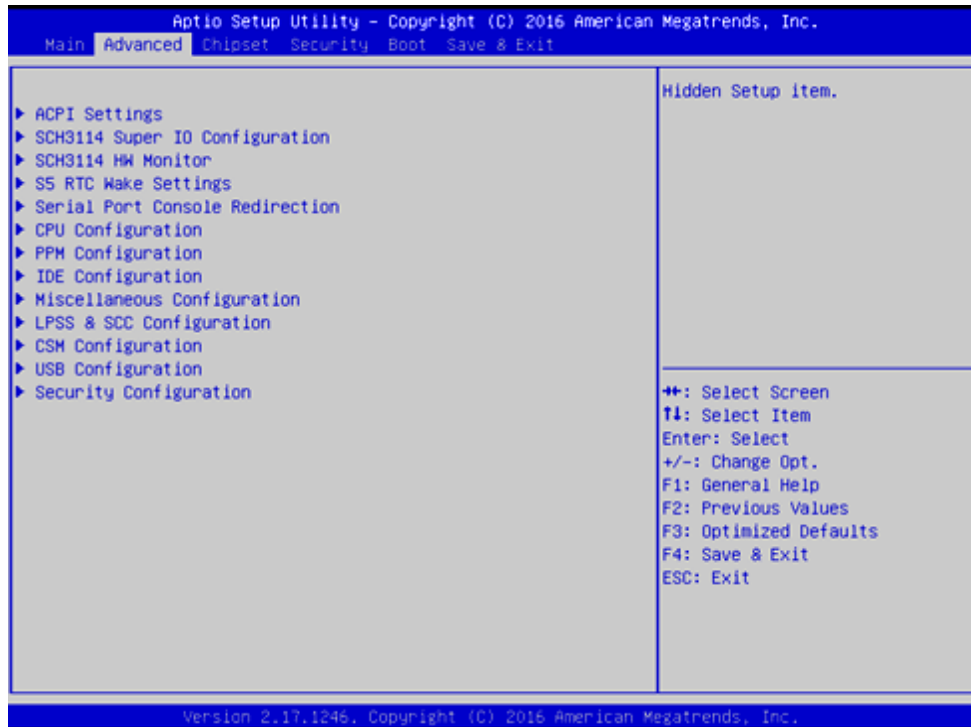 Aptio Setup Utility – Copyright (C) 2016 American Megatrends, Inc.
Main Advanced Chipset Security Boot Save & Exit
Hidden Setup item.
► ACPI Settings
► SCH3114 Super IO Configuration
► SCH3114 HW Monitor
► S5 RTC Wake Settings
► Serial Port Console Redirection
► CPU Configuration
► PPM Configuration
► IDE Configuration
► Miscellaneous Configuration
► LPSS & SCC Configuration
► CSM Configuration
► USB Configuration
► Security Configuration
→←: Select Screen
↑↓: Select Item
Enter: Select
+/-: Change Opt.
F1: General Help
F2: Previous Values
F3: Optimized Defaults
F4: Save & Exit
ESC: Exit
Version 2.17.1246. Copyright (C) 2016 American Megatrends, Inc.